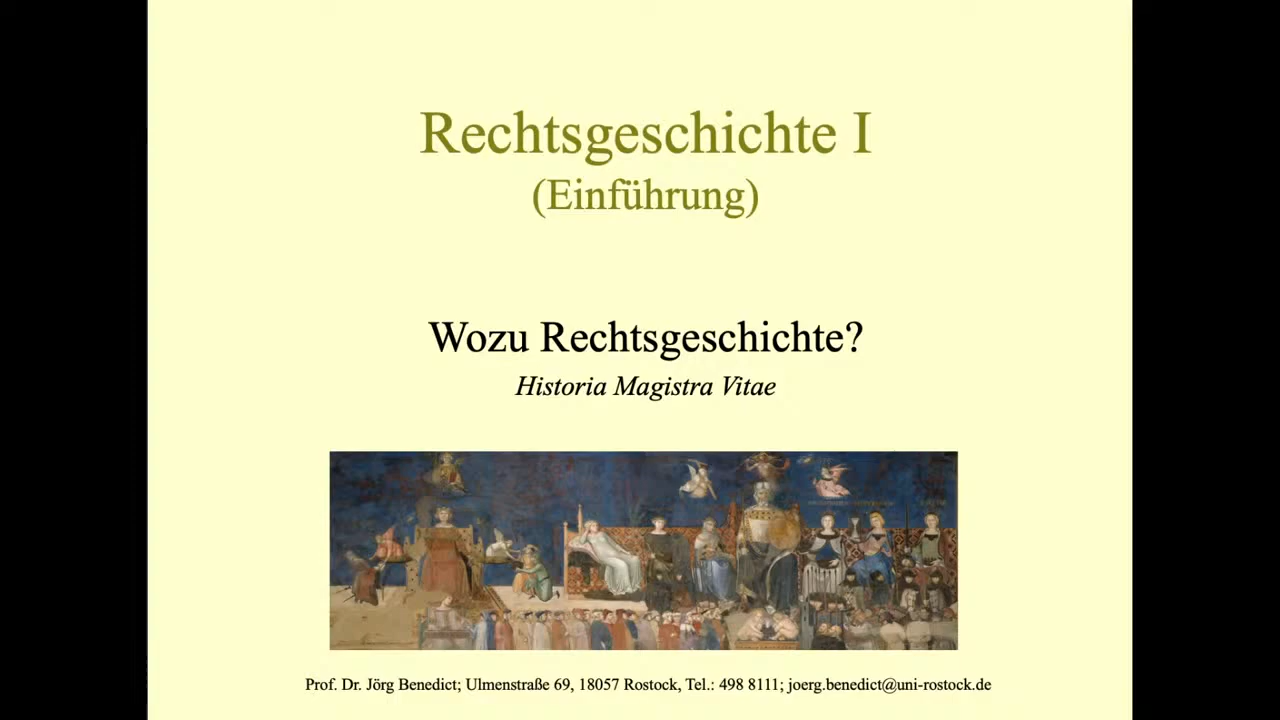 Rechtsgeschichte I
(Einführung)
Wozu Rechtsgeschichte?
Historia Magistra Vitae
Prof. Dr. Jörg Benedict; Ulmenstraße 69, 18057 Rostock, Tel.: 498 8111; joerg.benedict@uni-rostock.de